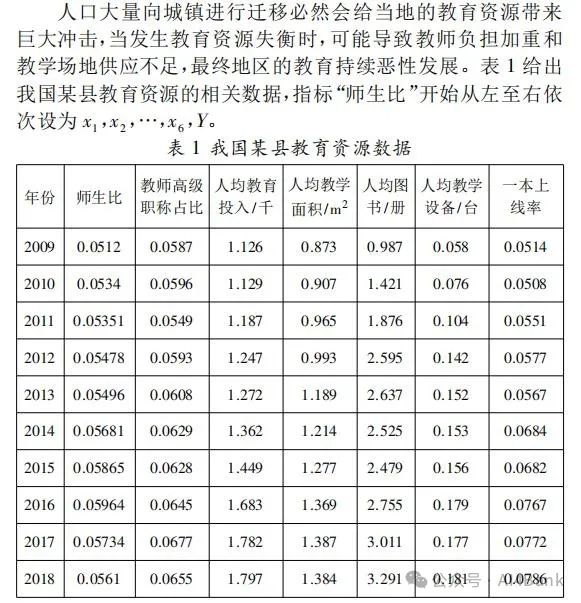 人口大量向城镇进行迁移必然会给当地的教育资源带来
巨大冲击,当发生教育资源失衡时,可能导致教师负担加重和
教学场地供应不足,最终地区的教育持续恶性发展。表 1 给出
我国某县教育资源的相关数据,指标“师生比”开始从左至右依
次设为 x₁,x₂,⋯,x₆,Y。
表 1 我国某县教育资源数据
年份 师生比 教师高级职称占比 人均教育投入/千 人均教学面积/m² 人均图书/册 人均教学设备/台 一本上线率
2009 0.0512 0.0587 1.126 0.873 0.987 0.058 0.0514
2010 0.0534 0.0596 1.129 0.907 1.421 0.076 0.0508
2011 0.05351 0.0549 1.187 0.965 1.876 0.104 0.0551
2012 0.05478 0.0593 1.247 0.993 2.595 0.142 0.0577
2013 0.05496 0.0608 1.272 1.189 2.637 0.152 0.0567
2014 0.05681 0.0629 1.362 1.214 2.525 0.153 0.0684
2015 0.05865 0.0628 1.449 1.277 2.479 0.156 0.0682
2016 0.05964 0.0645 1.683 1.369 2.755 0.179 0.0767
2017 0.05734 0.0677 1.782 1.387 3.011 0.177 0.0772
2018 0.0561 0.0655 1.797 1.384 3.291 0.181 0.0786
公众号